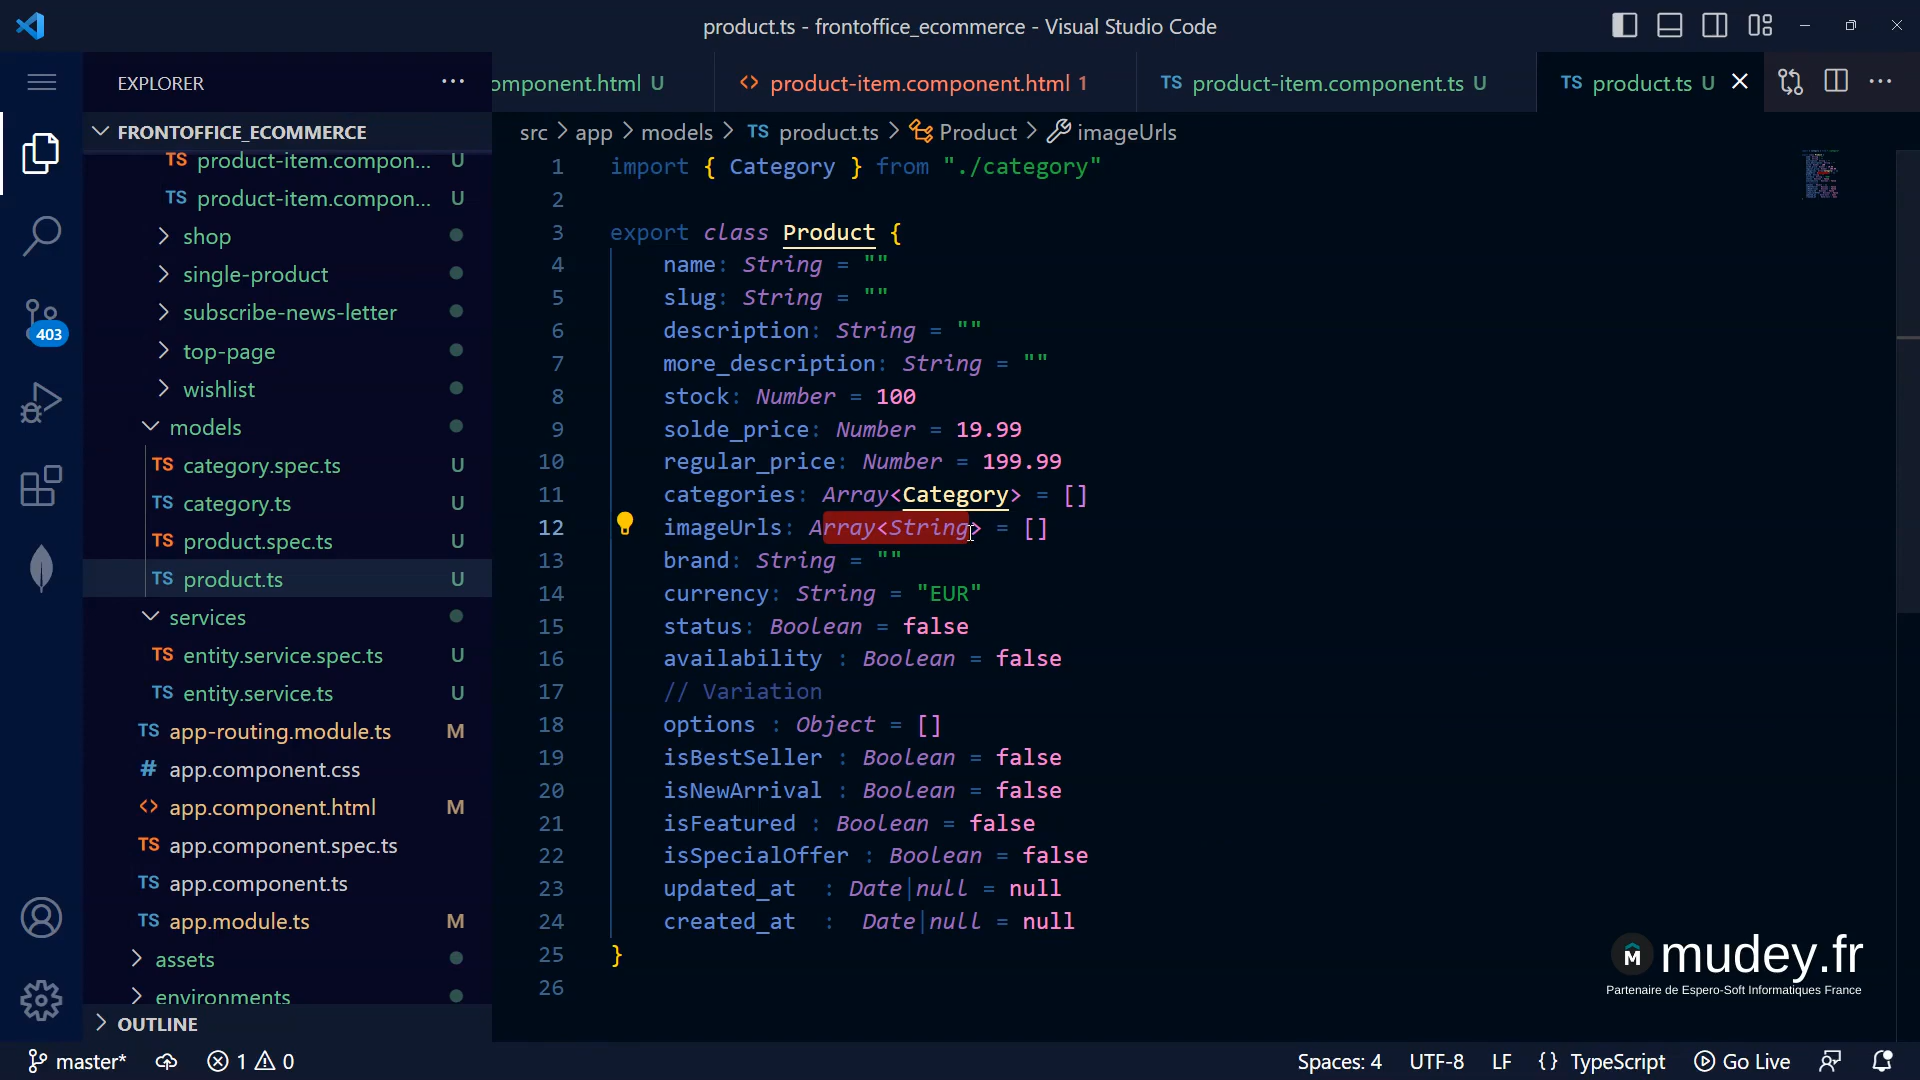 product.ts - frontoffice_ecommerce - Visual Studio Code
EXPLORER
omponent.html U
<> product-item.component.html 1
TS product-item.component.ts U
TS product.ts U
FRONTOFFICE_ECOMMERCE
src > app > models > TS product.ts > Product > imageUrls
TS product-item.compon... U
TS product-item.compon... U
shop
single-product
subscribe-news-letter
top-page
wishlist
models
TS category.spec.ts U
TS category.ts U
TS product.spec.ts U
TS product.ts U
services
TS entity.service.spec.ts U
TS entity.service.ts U
TS app-routing.module.ts M
# app.component.css
<> app.component.html M
TS app.component.spec.ts
TS app.component.ts
TS app.module.ts M
assets
environments
OUTLINE
403
1 import { Category } from "./category"
2
3 export class Product {
4 name: String = ""
5 slug: String = ""
6 description: String = ""
7 more_description: String = ""
8 stock: Number = 100
9 solde_price: Number = 19.99
10 regular_price: Number = 199.99
11 categories: Array<Category> = []
12 imageUrls: Array<String> = []
13 brand: String = ""
14 currency: String = "EUR"
15 status: Boolean = false
16 availability : Boolean = false
17 // Variation
18 options : Object = []
19 isBestSeller : Boolean = false
20 isNewArrival : Boolean = false
21 isFeatured : Boolean = false
22 isSpecialOffer : Boolean = false
23 updated_at : Date|null = null
24 created_at : Date|null = null
25 }
26
M mudey.fr
Partenaire de Espero-Soft Informatiques France
master* 1 0
Spaces: 4 UTF-8 LF {} TypeScript Go Live